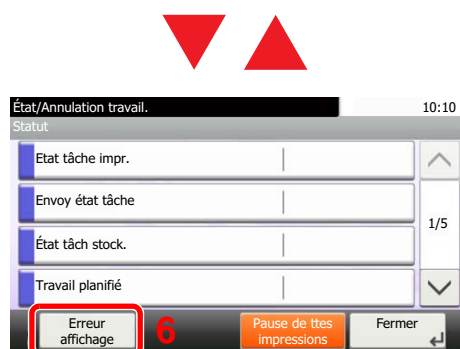 État/Annulation travail.
10:10
Statut
Etat tâche impr.
Envoy état tâche
1/5
État tâch stock.
Travail planifié
Erreur
affichage
6
Pause de ttes
impressions
Fermer